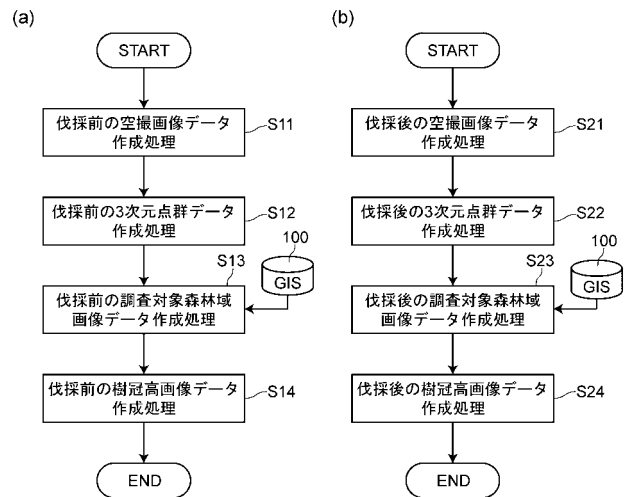 (a)
START
伐採前の空撮画像データ
作成処理
S11
伐採前の3次元点群データ
作成処理
S12
S13
100
GIS
伐採前の調査対象森林域
画像データ作成処理
伐採前の樹冠高画像データ
作成処理
S14
END
(b)
START
伐採後の空撮画像データ
作成処理
S21
伐採後の3次元点群データ
作成処理
S22
S23
100
GIS
伐採後の調査対象森林域
画像データ作成処理
伐採後の樹冠高画像データ
作成処理
S24
END